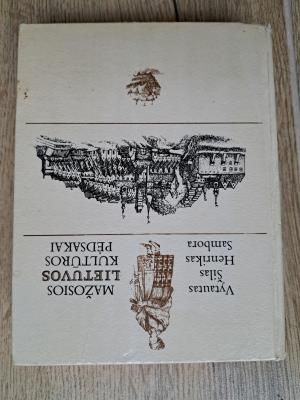 Vytautas
Šilas
Henrikas
Sambora
MAŽOSIOS
LIETUVOS
KULTŪROS
PĖDSAKAI